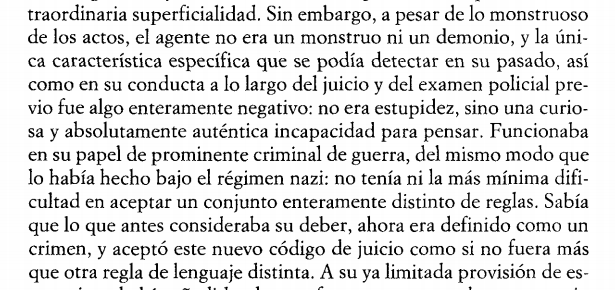 traordinaria superficialidad. Sin embargo, a pesar de lo monstruoso
de los actos, el agente no era un monstruo ni un demonio, y la úni-
ca característica específica que se podía detectar en su pasado, así
como en su conducta a lo largo del juicio y del examen policial pre-
vio fue algo enteramente negativo: no era estupidez, sino una curio-
sa y absolutamente auténtica incapacidad para pensar. Funcionaba
en su papel de prominente criminal de guerra, del mismo modo que
lo había hecho bajo el régimen nazi: no tenía ni la más mínima difi-
cultad en aceptar un conjunto enteramente distinto de reglas. Sabía
que lo que antes consideraba su deber, ahora era definido como un
crimen, y aceptó este nuevo código de juicio como si no fuera más
que otra regla de lenguaje distinta. A su ya limitada provisión de es-